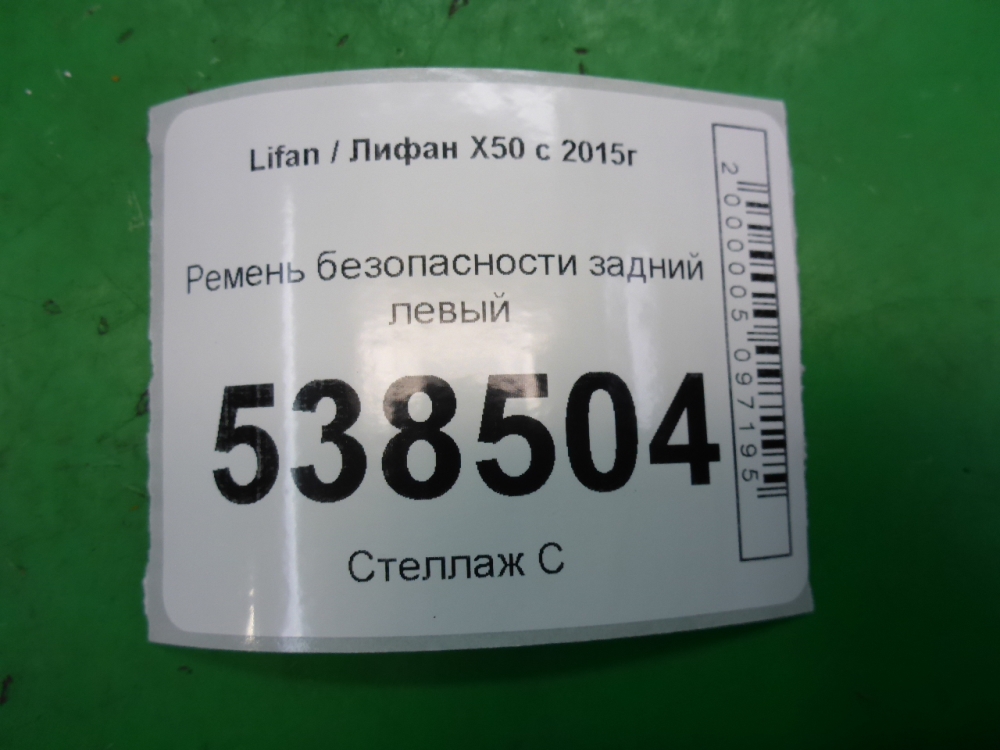 Lifan / Лифан X50 с 2015г
Ремень безопасности задний
левый
538504
Стеллаж С
2000005097195